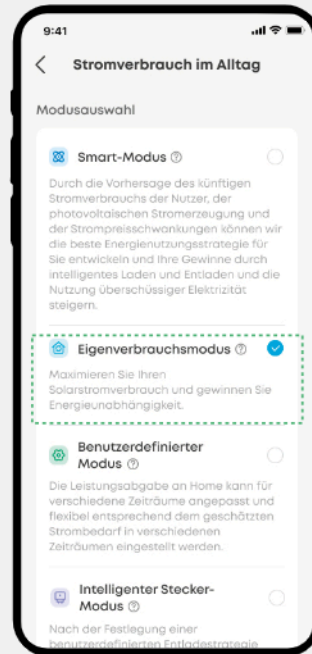 9:41
Stromverbrauch im Alltag
Modusauswahl
Smart-Modus
Durch die Vorhersage des künftigen
Stromverbrauchs der Nutzer, der
photovoltaischen Stromerzeugung und
der Strompreisschwankungen können wir
die beste Energienutzungsstrategie für
Sie entwickeln und Ihre Gewinne durch
intelligentes Laden und Entladen und die
Nutzung überschüssiger Elektrizität
steigern.
Eigenverbrauchsmodus
Maximieren Sie Ihren
Solarstromverbrauch und gewinnen Sie
Energieunabhängigkeit.
Benutzerdefinierter
Modus
Die Leistungsabgabe an Home kann für
verschiedene Zeiträume angepasst und
flexibel entsprechend dem geschätzten
Strombedarf in verschiedenen
Zeiträumen eingestellt werden.
Intelligenter Stecker-
Modus
Nach der Festlegung einer
benutzerdefinierten Entladestrategie